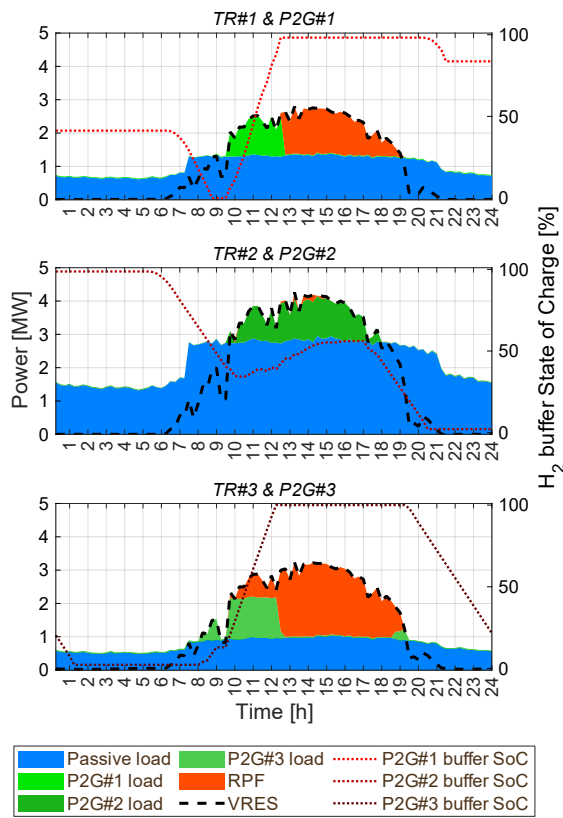 TR#1 & P2G#1
5
4
3
2
1
0
100
50
0
1 2 3 4 5 6 7 8 9 10 11 12 13 14 15 16 17 18 19 20 21 22 23 24
TR#2 & P2G#2
5
4
3
2
1
0
100
50
0
1 2 3 4 5 6 7 8 9 10 11 12 13 14 15 16 17 18 19 20 21 22 23 24
Power [MW]
H2 buffer State of Charge [%]
TR#3 & P2G#3
5
4
3
2
1
0
100
50
0
1 2 3 4 5 6 7 8 9 10 11 12 13 14 15 16 17 18 19 20 21 22 23 24
Time [h]
Passive load P2G#3 load P2G#1 buffer SoC
P2G#1 load RPF P2G#2 buffer SoC
P2G#2 load VRES P2G#3 buffer SoC